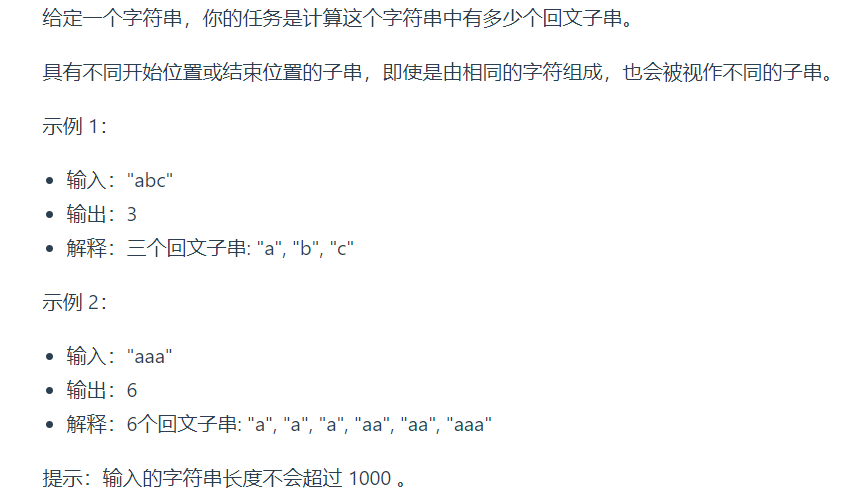 给定一个字符串，你的任务是计算这个字符串中有多少个回文子串。
具有不同开始位置或结束位置的子串，即使是由相同的字符组成，也会被视作不同的子串。
示例 1：
• 输入："abc"
• 输出：3
• 解释：三个回文子串: "a", "b", "c"
示例 2：
• 输入："aaa"
• 输出：6
• 解释：6个回文子串: "a", "a", "a", "aa", "aa", "aaa"
提示：输入的字符串长度不会超过 1000 。